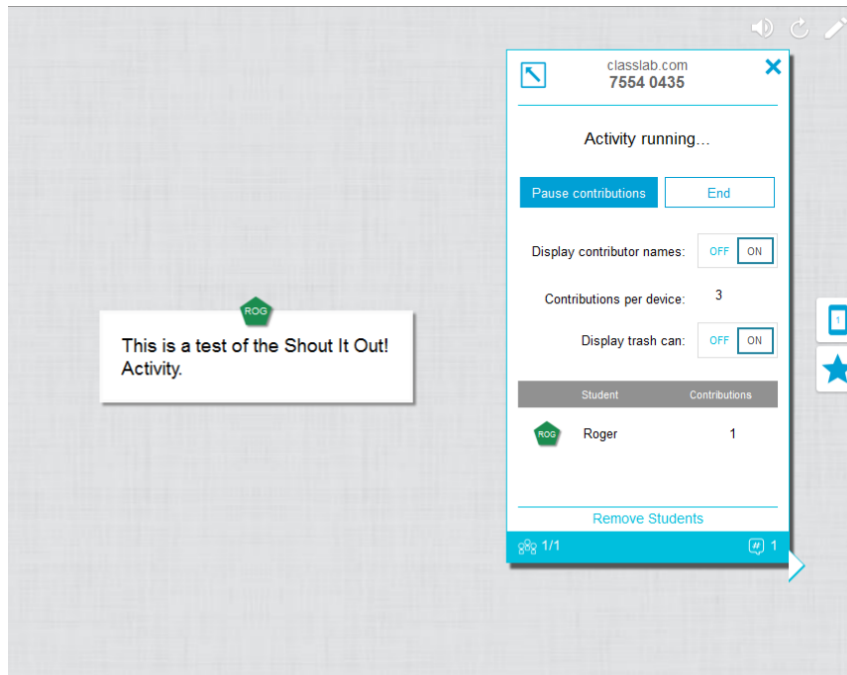 classlab.com
7554 0435
Activity running...
Pause contributions End
Display contributor names: OFF ON
Contributions per device: 3
Display trash can: OFF ON
Student Contributions
ROG Roger 1
Remove Students
1/1 # 1
ROG
This is a test of the Shout It Out!
Activity.
1